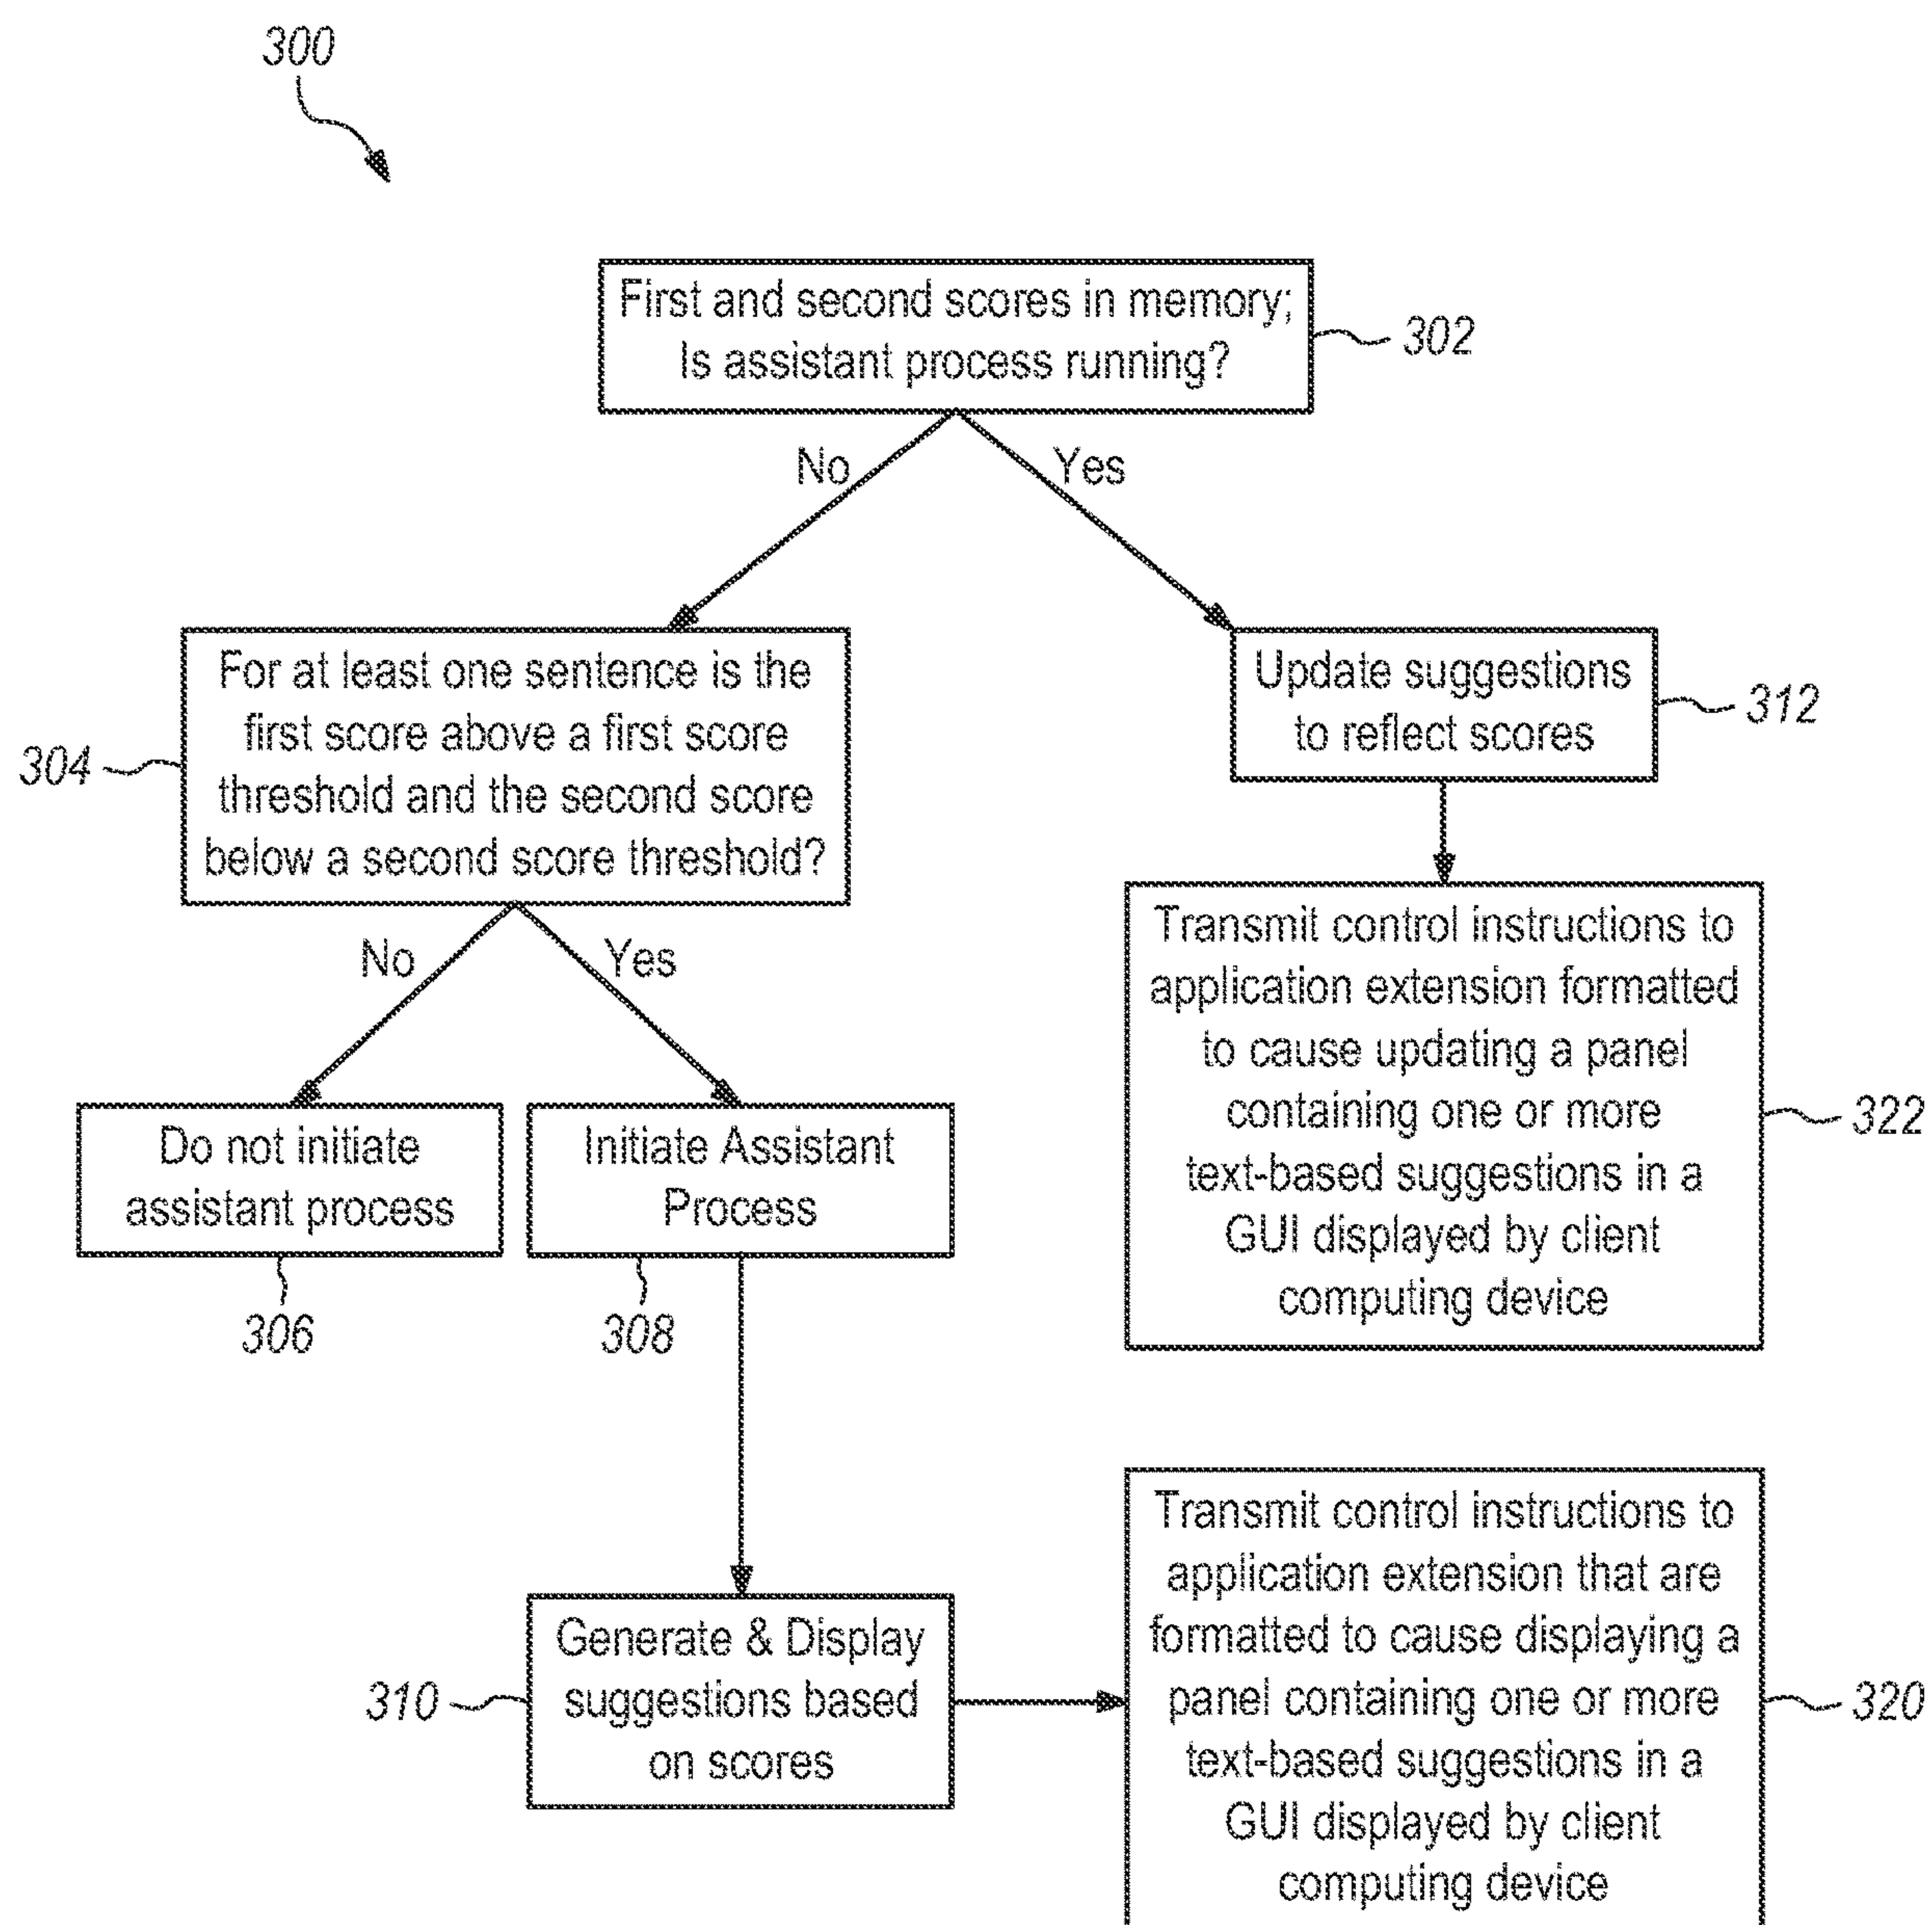 300
First and second scores in memory;
Is assistant process running?
302
No
Yes
For at least one sentence is the
first score above a first score
threshold and the second score
below a second score threshold?
304
Update suggestions
to reflect scores
312
No
Yes
Transmit control instructions to
application extension formatted
to cause updating a panel
containing one or more
text-based suggestions in a
GUI displayed by client
computing device
322
Do not initiate
assistant process
306
Initiate Assistant
Process
308
Generate & Display
suggestions based
on scores
310
Transmit control instructions to
application extension that are
formatted to cause displaying a
panel containing one or more
text-based suggestions in a
GUI displayed by client
computing device
320